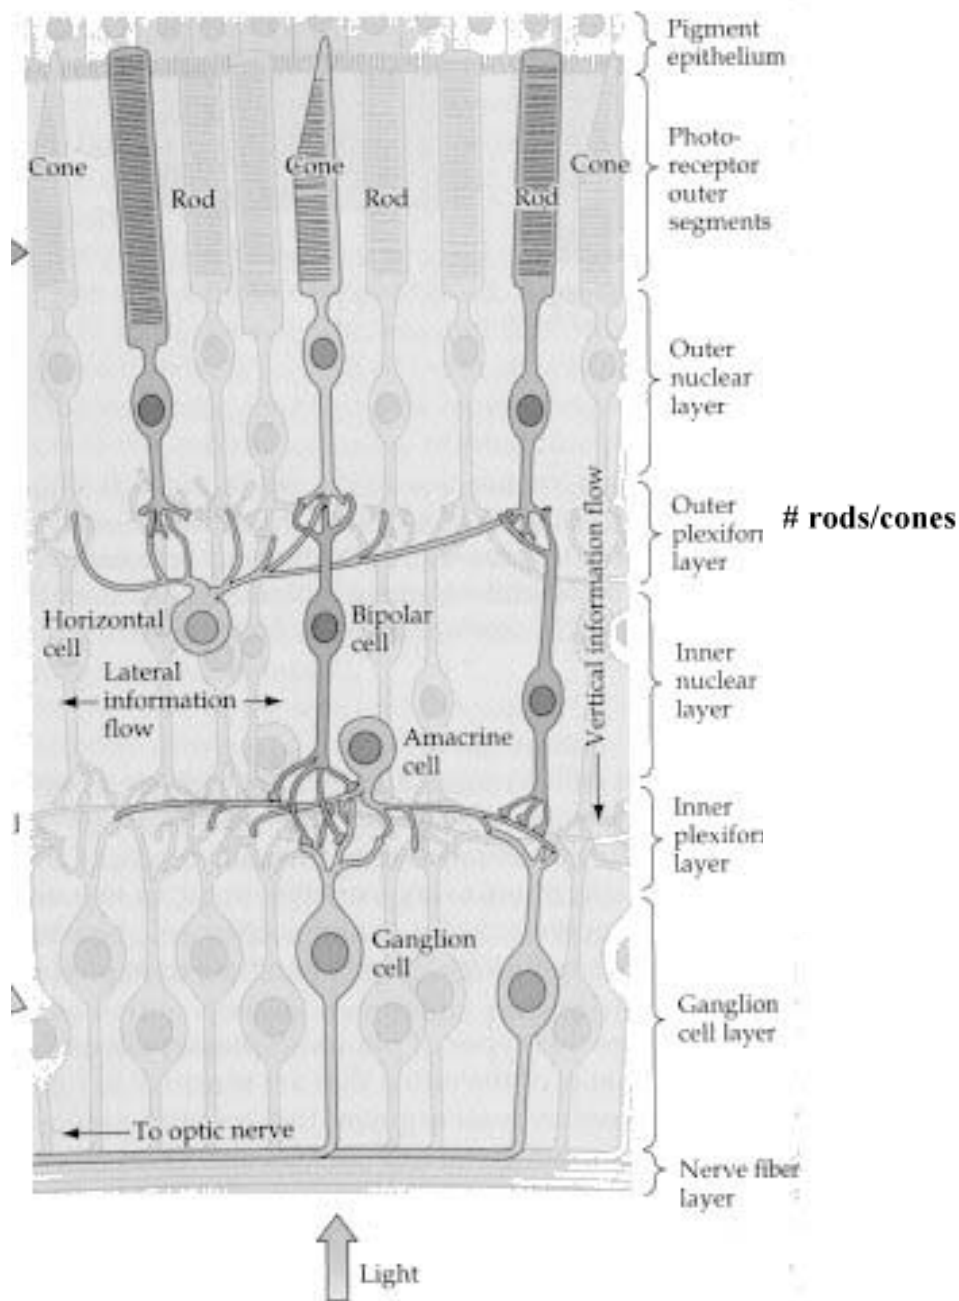 Pigment
epithelium
Photo-
receptor
outer
segments
Cone
Rod
Cone
Rod
Rod
Cone
Outer
nuclear
layer
Outer
plexiforn
layer
# rods/cones
Vertical information flow
Horizontal
cell
Bipolar
cell
Lateral
information
flow
Inner
nuclear
layer
Amacrine
cell
Inner
plexifor
layer
Ganglion
cell
Ganglion
cell layer
To optic nerve
Nerve fiber
layer
Light